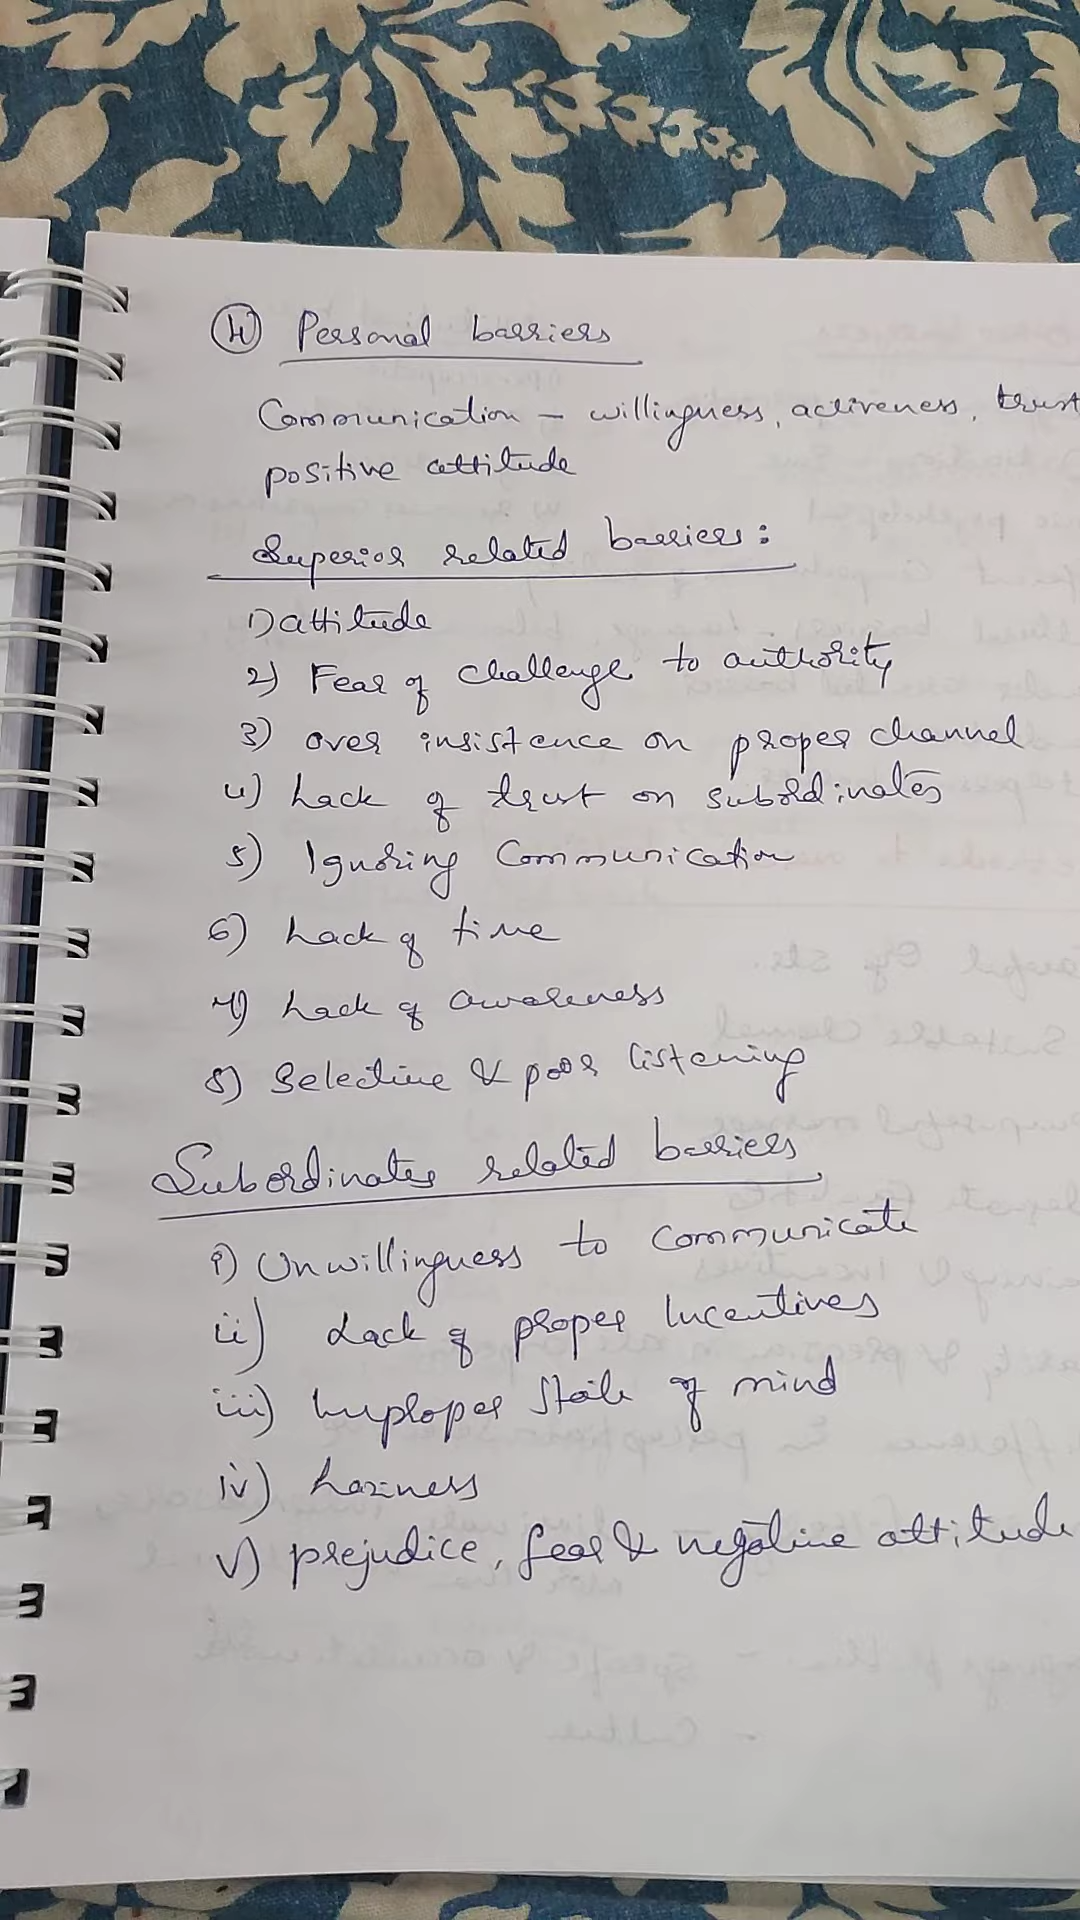 ④ Personal barriers
Communication - willingness, activeness, trust
positive attitude
Superior related barriers:
1) attitude
2) Fear of challenge to authority
3) over insistence on proper channel
4) Lack of trust on subordinates
5) Ignoring Communication
6) Lack of time
7) Lack of awareness
8) Selective & poor listening
Subordinates related barriers
i) Unwillingness to communicate
ii) Lack of proper Incentives
iii) Improper State of mind
iv) Laziness
v) prejudice, fear & negative attitude